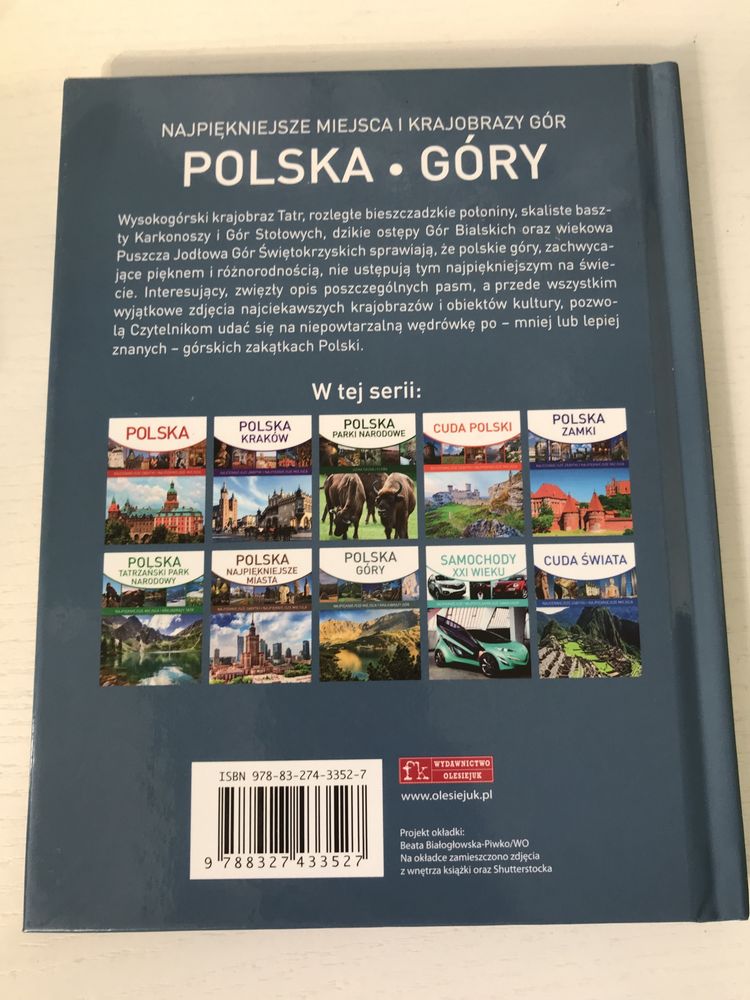 NAJPIĘKNIEJSZE MIEJSCA I KRAJOBRAZY GÓR
POLSKA • GÓRY
Wysokogórski krajobraz Tatr, rozległe bieszczadzkie połoniny, skaliste basz-
ty Karkonoszy i Gór Stołowych, dzikie ostępy Gór Bialskich oraz wiekowa
Puszcza Jodłowa Gór Świętokrzyskich sprawiają, że polskie góry, zachwyca-
jące pięknem i różnorodnością, nie ustępują tym najpiękniejszym na świe-
cie. Interesujący, zwięzły opis poszczególnych pasm, a przede wszystkim
wyjątkowe zdjęcia najciekawszych krajobrazów i obiektów kultury, pozwo-
lą Czytelnikom udać się na niepowtarzalną wędrówkę po – mniej lub lepiej
znanych – górskich zakątkach Polski.
W tej serii:
POLSKA
POLSKA
KRAKÓW
POLSKA
PARKI NARODOWE
CUDA POLSKI
POLSKA
ZAMKI
POLSKA
TATRZAŃSKI PARK
NARODOWY
POLSKA
NAJPIĘKNIEJSZE
MIASTA
POLSKA
GÓRY
SAMOCHODY
XXI WIEKU
CUDA ŚWIATA
ISBN 978-83-274-3352-7
9 788327 433527
fk WYDAWNICTWO
OLESIEJUK
www.olesiejuk.pl
Projekt okładki:
Beata Białogłowska-Piwko/WO
Na okładce zamieszczono zdjęcia
z wnętrza książki oraz Shutterstocka